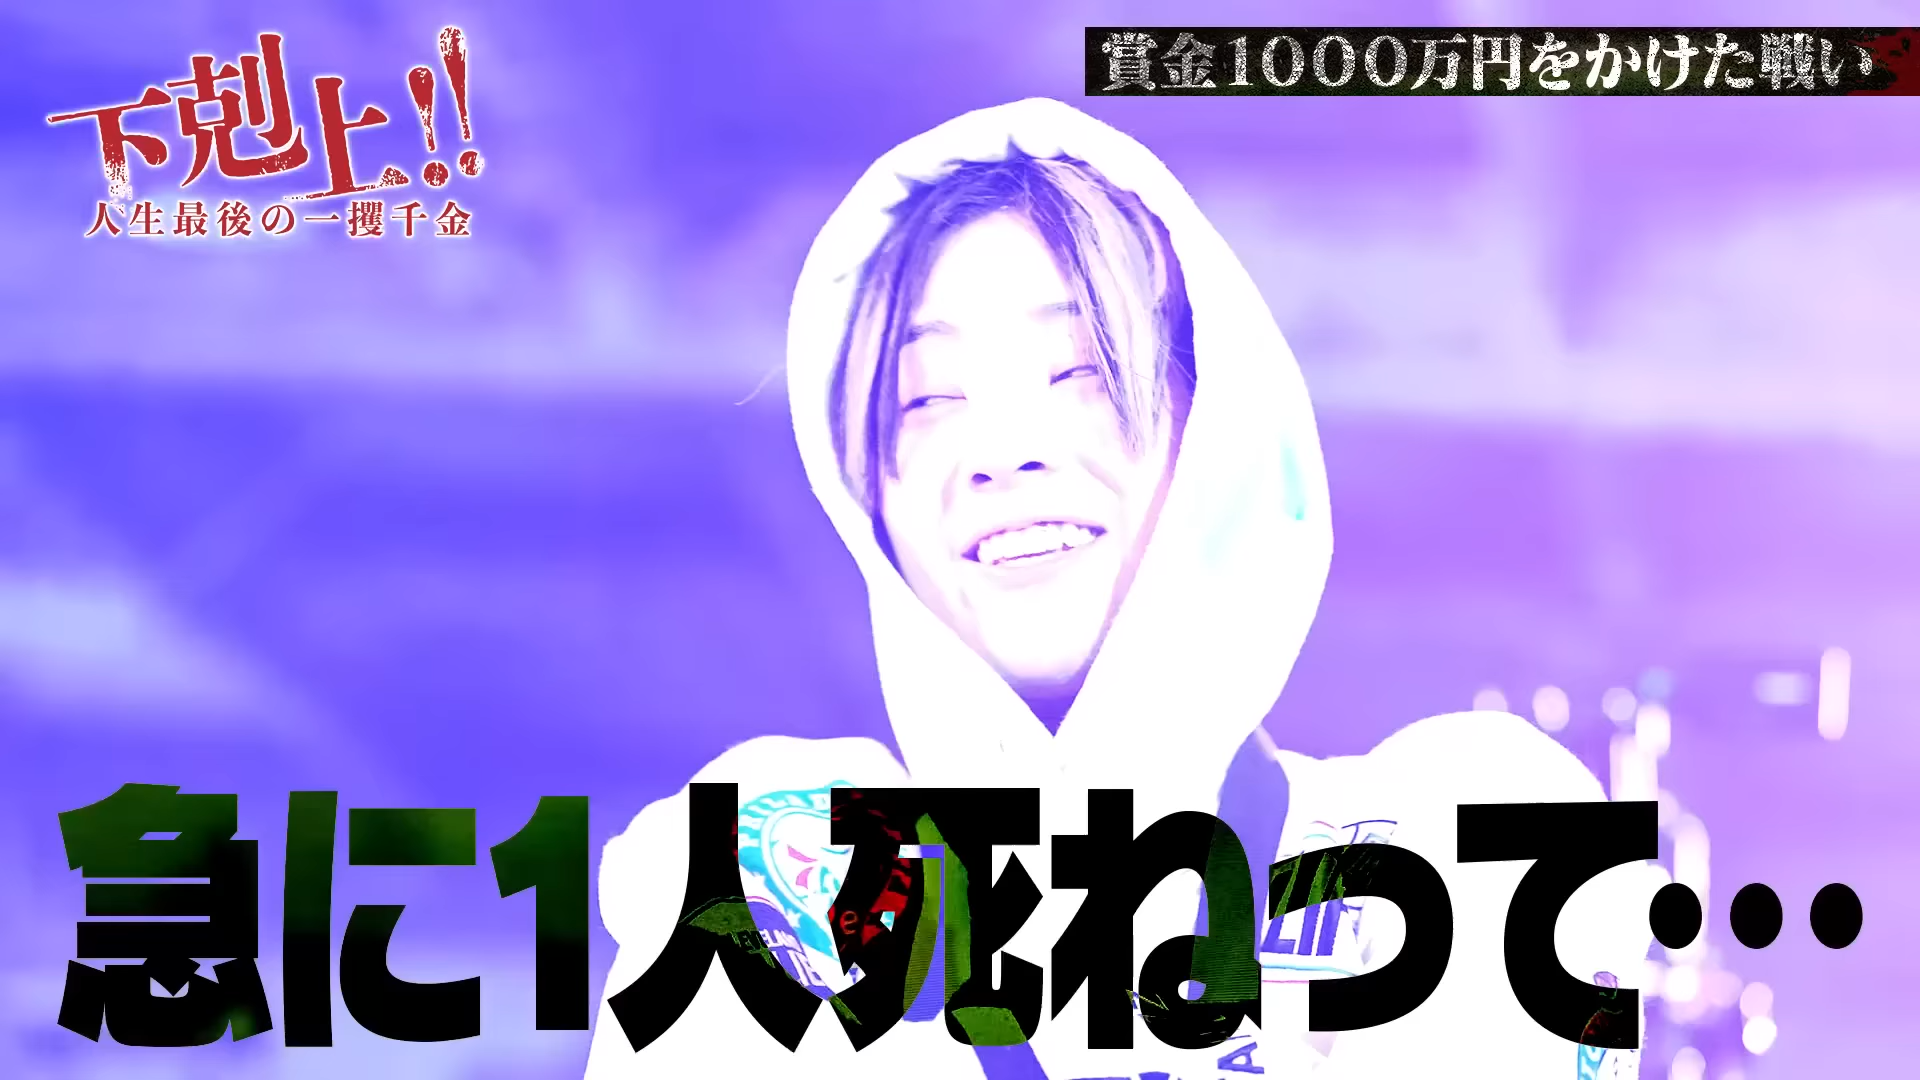 下剋上!!
人生最後の一攫千金
賞金1000万円をかけた戦い
急に1人死ねって…